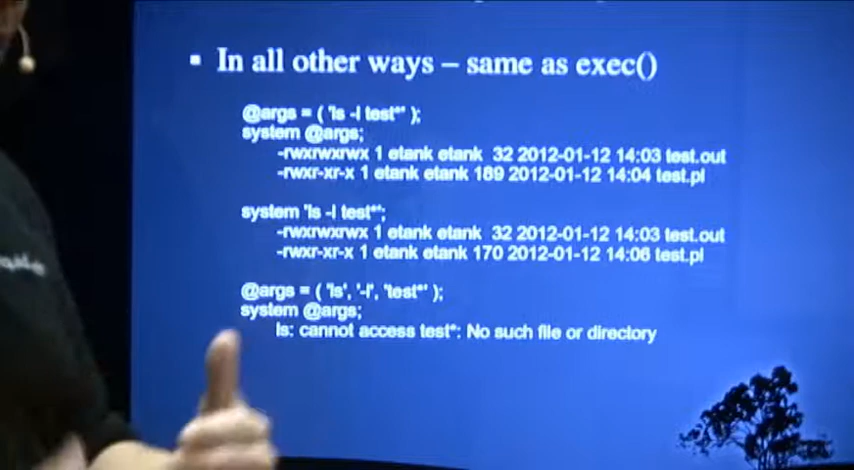 ▪ In all other ways – same as exec()
@args = ( 'ls -l test*' );
system @args;
-rwxrwxrwx 1 etank etank 32 2012-01-12 14:03 test.out
-rwxr-xr-x 1 etank etank 189 2012-01-12 14:04 test.pl
system 'ls -l test*';
-rwxrwxrwx 1 etank etank 32 2012-01-12 14:03 test.out
-rwxr-xr-x 1 etank etank 170 2012-01-12 14:06 test.pl
@args = ( 'ls', '-l', 'test*' );
system @args;
ls: cannot access test*: No such file or directory